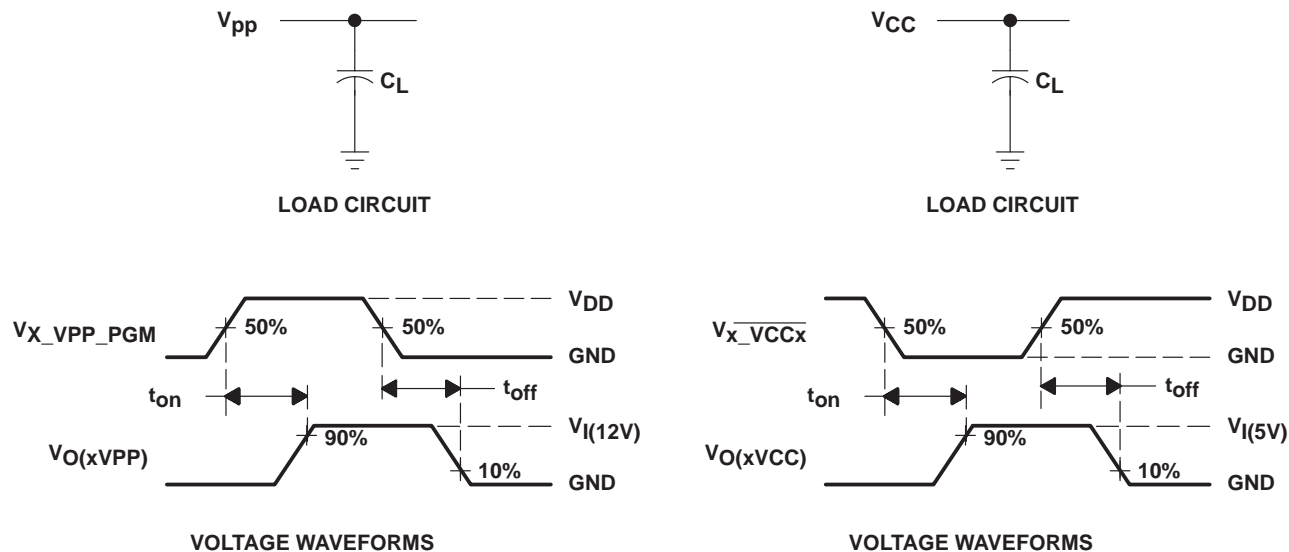 Vpp
CL
LOAD CIRCUIT
VDD
VX_VPP_PGM
50%
50%
GND
ton
toff
VI(12V)
VO(xVPP)
90%
10%
GND
VOLTAGE WAVEFORMS
VCC
CL
LOAD CIRCUIT
VDD
Vx_VCCx
50%
50%
GND
ton
toff
VI(5V)
VO(xVCC)
90%
10%
GND
VOLTAGE WAVEFORMS